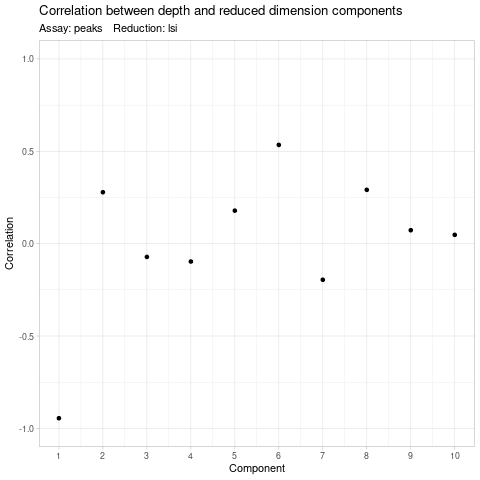 Correlation between depth and reduced dimension components
Assay: peaks Reduction: lsi
1.0
0.5
0.0
-0.5
-1.0
Correlation
1 2 3 4 5 6 7 8 9 10
Component